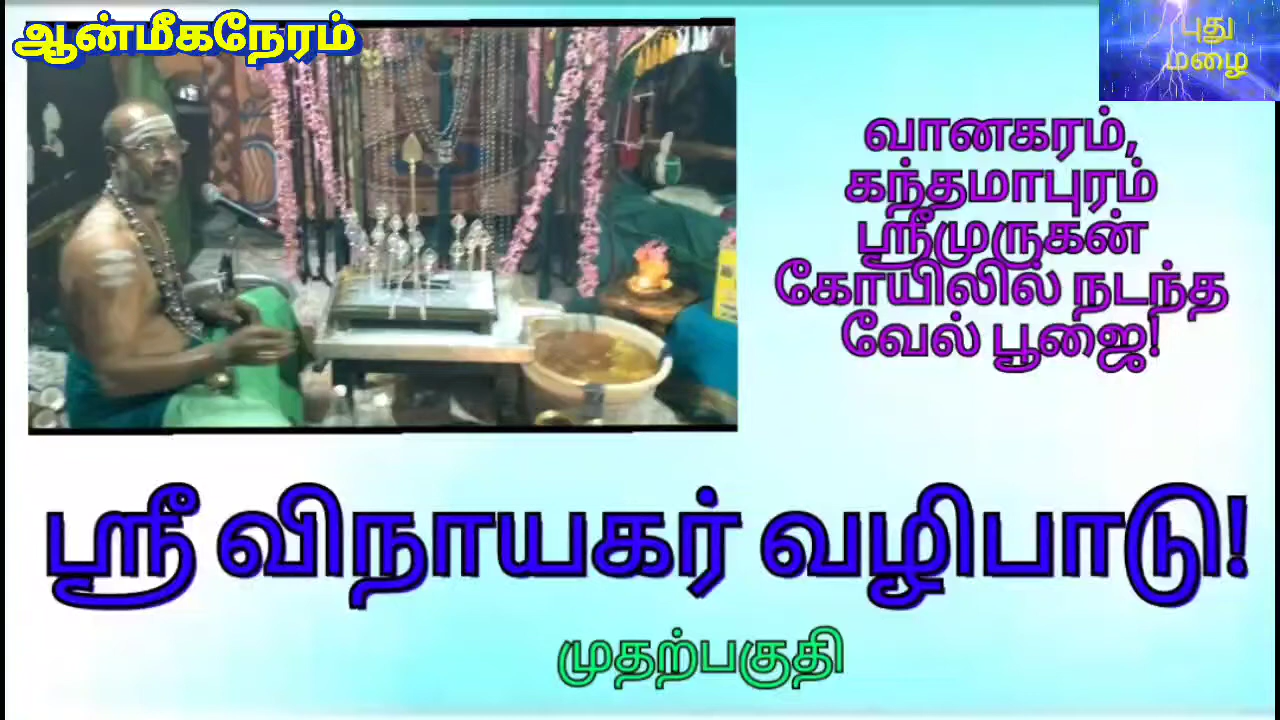 ஆன்மீகநேரம்
புது
மழை
வானகரம்,
கந்தமாபுரம்
ஸ்ரீமுருகன்
கோயிலில் நடந்த
வேல் பூஜை!
ஸ்ரீ விநாயகர் வழிபாடு!
முதற்பகுதி